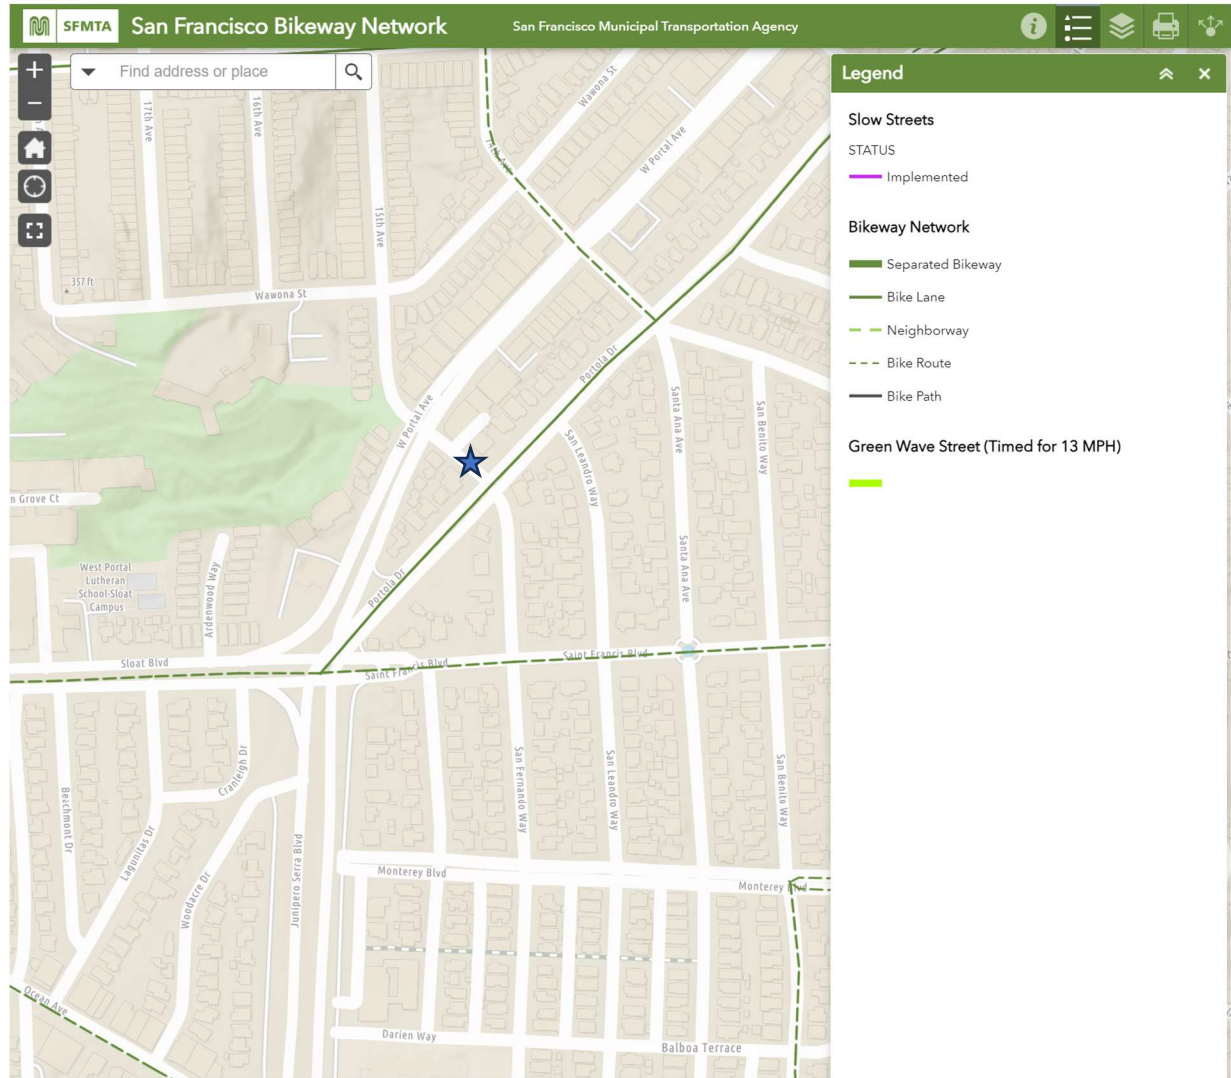 SFMTA
San Francisco Bikeway Network
San Francisco Municipal Transportation Agency
Find address or place
Legend
Slow Streets
STATUS
Implemented
Bikeway Network
Separated Bikeway
Bike Lane
Neighborway
Bike Route
Bike Path
Green Wave Street (Timed for 13 MPH)
17th Ave
16th Ave
Wawona St
14th Ave
W Portal Ave
15th Ave
357 ft
Wawona St
Portola Dr
W Portal Ave
Santa Ana Ave
San Benito Way
San Leandro Way
n Grove Ct
Santa Ana Ave
West Portal
Lutheran
School-Sloat
Campus
Ardenwood Way
Portola Dr
Sloat Blvd
Saint Francis Blvd
Saint Francis Blvd
Cranleigh Dr
San Fernando Way
San Leandro Way
San Benito Way
Beachmont Dr
Lagunitas Dr
Woodacre Dr
Junipero Serra Blvd
Monterey Blvd
Monterey Blvd
Ocean Ave
Darien Way
Balboa Terrace